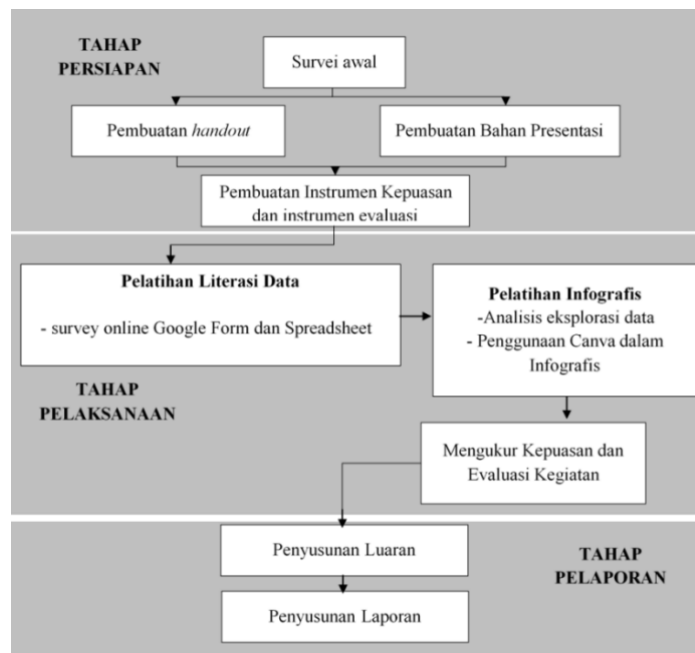 TAHAP
PERSIAPAN
Survei awal
Pembuatan handout
Pembuatan Bahan Presentasi
Pembuatan Instrumen Kepuasan
dan instrumen evaluasi
Pelatihan Literasi Data
- survey online Google Form dan Spreadsheet
Pelatihan Infografis
-Analisis eksplorasi data
- Penggunaan Canva dalam
Infografis
TAHAP
PELAKSANAAN
Mengukur Kepuasan dan
Evaluasi Kegiatan
Penyusunan Luaran
TAHAP
PELAPORAN
Penyusunan Laporan